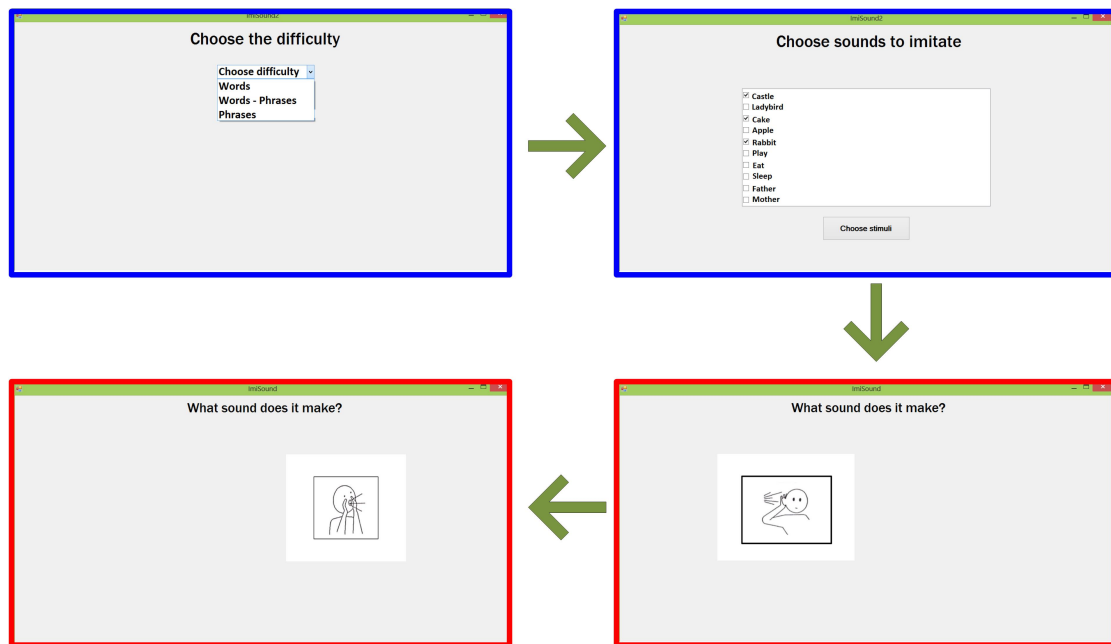 ImiSound2
Choose the difficulty
Choose difficulty
Words
Words - Phrases
Phrases
ImiSound2
Choose sounds to imitate
Castle
Ladybird
Cake
Apple
Rabbit
Play
Eat
Sleep
Father
Mother
Choose stimuli
ImiSound
What sound does it make?
ImiSound
What sound does it make?